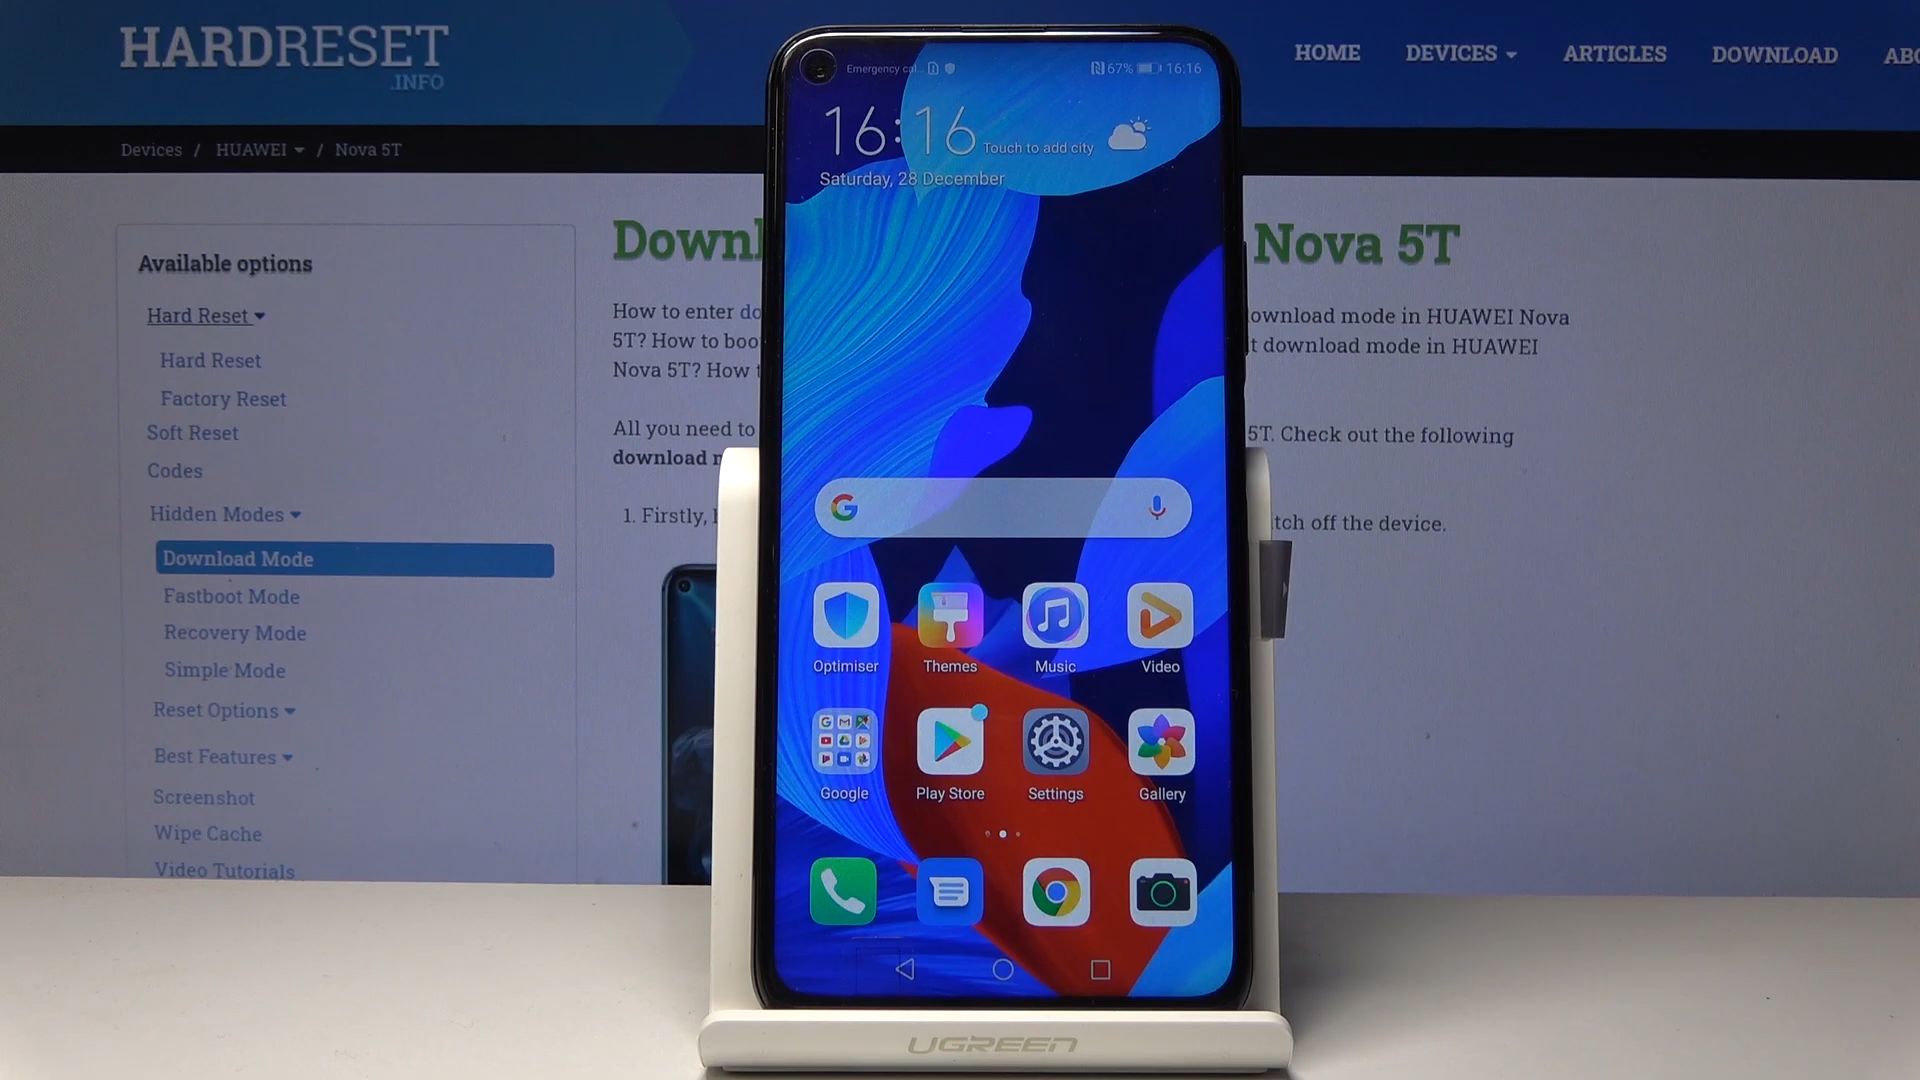 HARDRESET
.INFO
HOME DEVICES ARTICLES DOWNLOAD
Devices / HUAWEI / Nova 5T
Available options
Hard Reset
Hard Reset
Factory Reset
Soft Reset
Codes
Hidden Modes
Download Mode
Fastboot Mode
Recovery Mode
Simple Mode
Reset Options
Best Features
Screenshot
Wipe Cache
Video Tutorials
Nova 5T
How to enter
download mode in HUAWEI Nova
5T? How to
download mode in HUAWEI
Nova 5T? How
All you need to
5T. Check out the following
download
1. Firstly,
off the device.
Emergency
67% 16:16
16:16
Touch to add city
Saturday, 28 December
Optimiser Themes Music Video
Google Play Store Settings Gallery
UGREEN